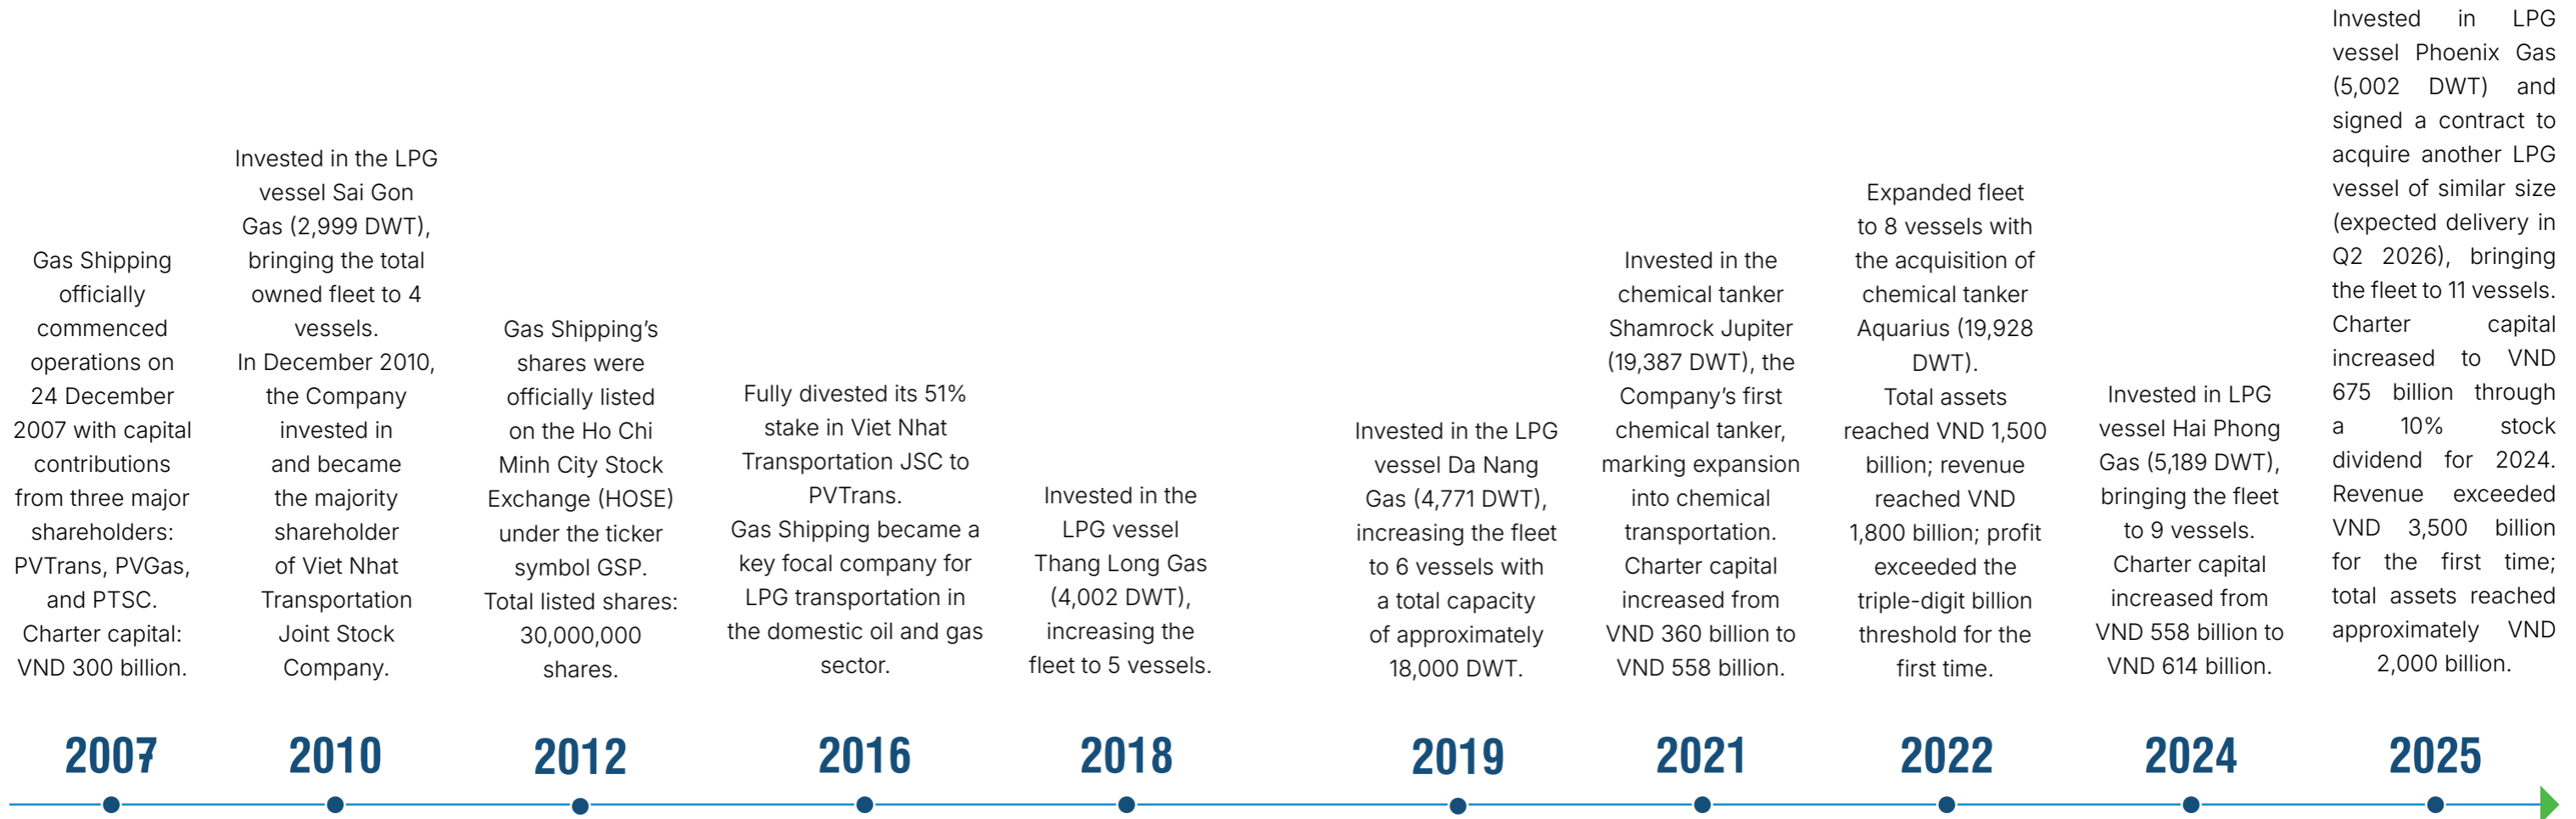 Gas Shipping
officially
commenced
operations on
24 December
2007 with capital
contributions
from three major
shareholders:
PVTrans, PVGas,
and PTSC.
Charter capital:
VND 300 billion.
2007
Invested in the LPG
vessel Sai Gon
Gas (2,999 DWT),
bringing the total
owned fleet to 4
vessels.
In December 2010,
the Company
invested in
and became
the majority
shareholder
of Viet Nhat
Transportation
Joint Stock
Company.
2010
Gas Shipping’s
shares were
officially listed
on the Ho Chi
Minh City Stock
Exchange (HOSE)
under the ticker
symbol GSP.
Total listed shares:
30,000,000
shares.
2012
Fully divested its 51%
stake in Viet Nhat
Transportation JSC to
PVTrans.
Gas Shipping became a
key focal company for
LPG transportation in
the domestic oil and gas
sector.
2016
Invested in the
LPG vessel
Thang Long Gas
(4,002 DWT),
increasing the
fleet to 5 vessels.
2018
Invested in the LPG
vessel Da Nang
Gas (4,771 DWT),
increasing the fleet
to 6 vessels with
a total capacity
of approximately
18,000 DWT.
2019
Invested in the
chemical tanker
Shamrock Jupiter
(19,387 DWT), the
Company’s first
chemical tanker,
marking expansion
into chemical
transportation.
Charter capital
increased from
VND 360 billion to
VND 558 billion.
2021
Expanded fleet
to 8 vessels with
the acquisition of
chemical tanker
Aquarius (19,928
DWT).
Total assets
reached VND 1,500
billion; revenue
reached VND
1,800 billion; profit
exceeded the
triple-digit billion
threshold for the
first time.
2022
Invested in LPG
vessel Hai Phong
Gas (5,189 DWT),
bringing the fleet
to 9 vessels.
Charter capital
increased from
VND 558 billion to
VND 614 billion.
2024
Invested in LPG
vessel Phoenix Gas
(5,002 DWT) and
signed a contract to
acquire another LPG
vessel of similar size
(expected delivery in
Q2 2026), bringing
the fleet to 11 vessels.
Charter capital
increased to VND
675 billion through
a 10% stock
dividend for 2024.
Revenue exceeded
VND 3,500 billion
for the first time;
total assets reached
approximately VND
2,000 billion.
2025